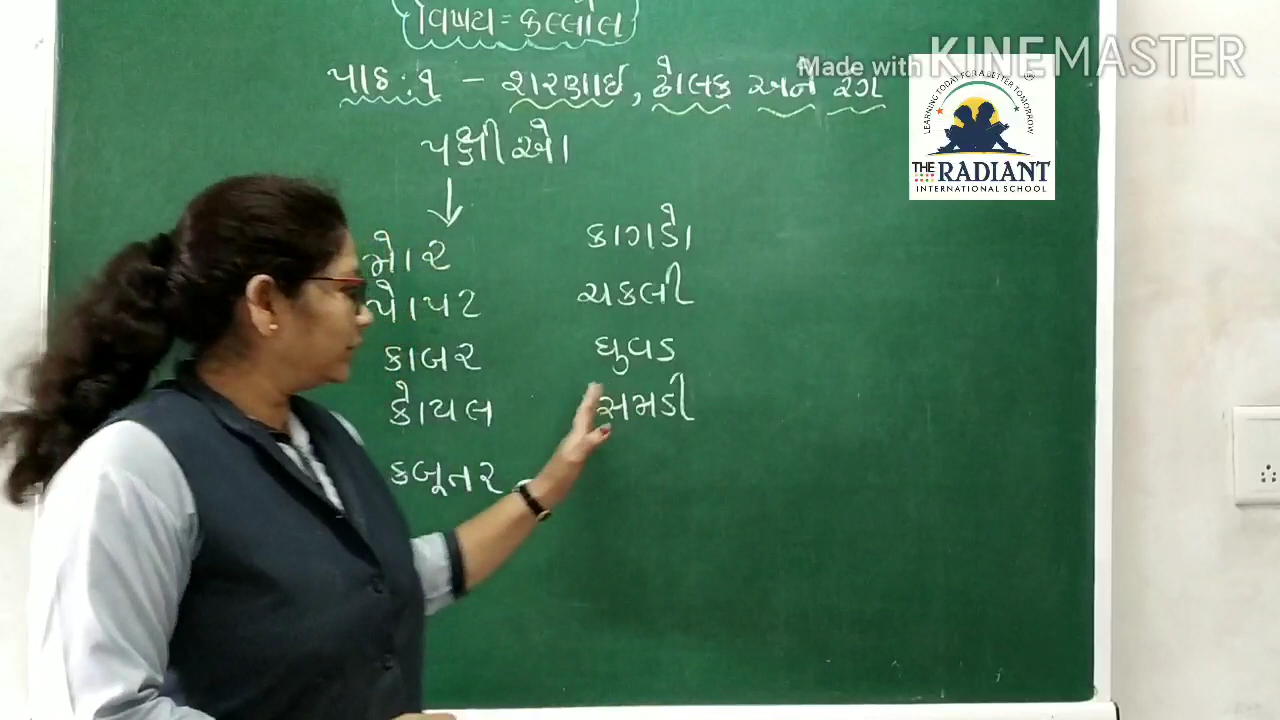 વિષય = કલ્લોલ
Made with KINEMASTER
પાઠ : ૧ - શરણાઈ, ઢોલક અને રંગ
LEARNING TODAY FOR A BETTER TOMORROW
THE RADIANT
INTERNATIONAL SCHOOL
પક્ષીઓ
મોર
પોપટ
કાબર
કોયલ
કબૂતર
કાગડો
ચકલી
ઘુવડ
સમડી